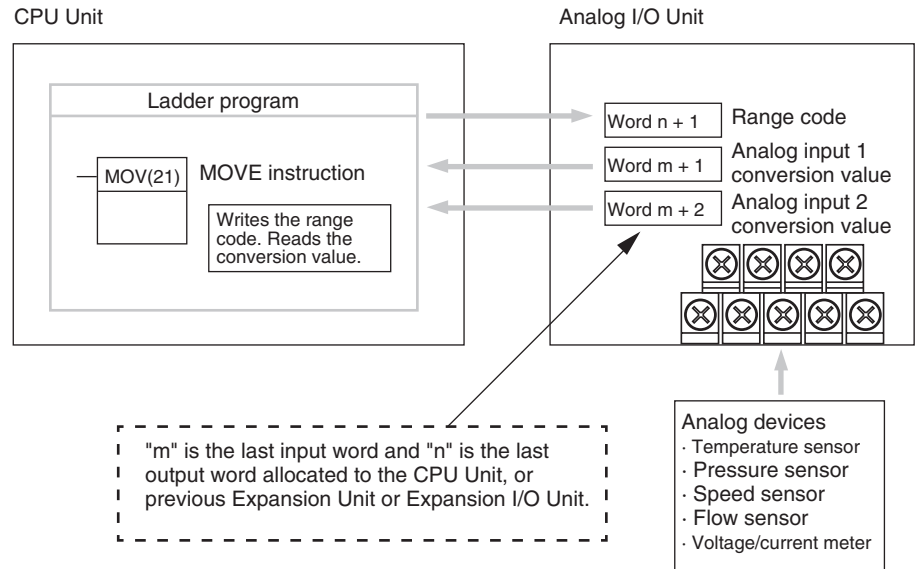 CPU Unit
Analog I/O Unit
Ladder program
MOV(21)
MOVE instruction
Writes the range
code. Reads the
conversion value.
Word n + 1
Range code
Word m + 1
Analog input 1
conversion value
Word m + 2
Analog input 2
conversion value
"m" is the last input word and "n" is the last
output word allocated to the CPU Unit, or
previous Expansion Unit or Expansion I/O Unit.
Analog devices
· Temperature sensor
· Pressure sensor
· Speed sensor
· Flow sensor
· Voltage/current meter